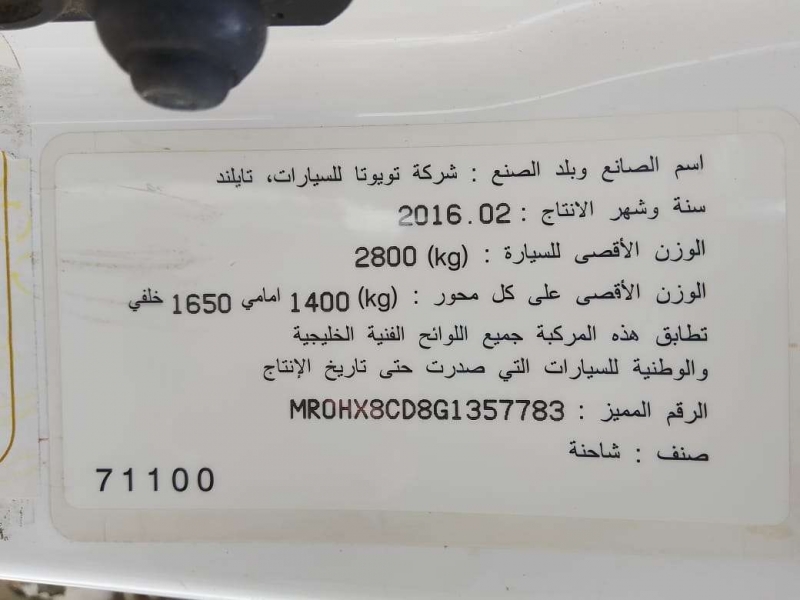 اسم الصانع وبلد الصنع : شركة تويوتا للسيارات، تايلند
سنة وشهر الانتاج : 2016.02
الوزن الأقصى للسيارة : (kg) 2800
الوزن الأقصى على كل محور : (kg) 1400 امامي 1650 خلفي
تطابق هذه المركبة جميع اللوائح الفنية الخليجية
والوطنية للسيارات التي صدرت حتى تاريخ الإنتاج
الرقم المميز : MR0HX8CD8G1357783
صنف : شاحنة
71100